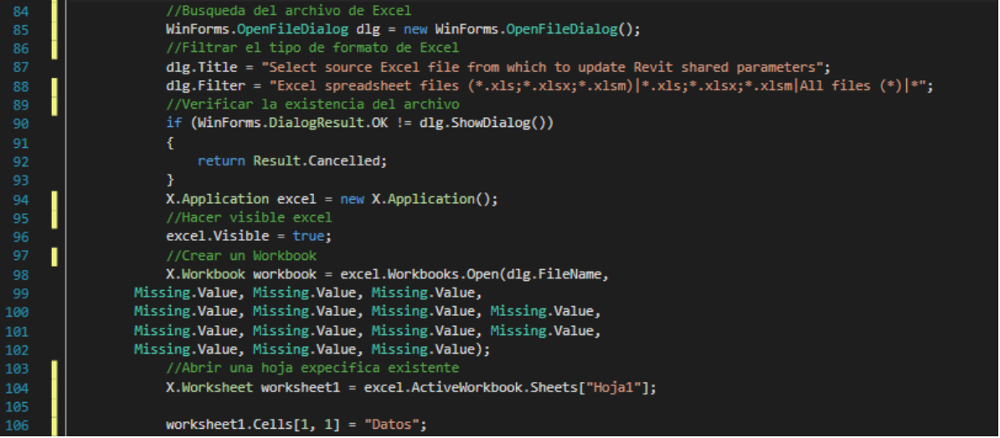 84 //Busqueda del archivo de Excel
85 WinForms.OpenFileDialog dlg = new WinForms.OpenFileDialog();
86 //Filtrar el tipo de formato de Excel
87 dlg.Title = "Select source Excel file from which to update Revit shared parameters";
88 dlg.Filter = "Excel spreadsheet files (*.xls;*.xlsx;*.xlsm)|*.xls;*.xlsx;*.xlsm|All files (*)|*";
89 //Verificar la existencia del archivo
90 if (WinForms.DialogResult.OK != dlg.ShowDialog())
91 {
92 return Result.Cancelled;
93 }
94 X.Application excel = new X.Application();
95 //Hacer visible excel
96 excel.Visible = true;
97 //Crear un Workbook
98 X.Workbook workbook = excel.Workbooks.Open(dlg.FileName,
99 Missing.Value, Missing.Value, Missing.Value,
100 Missing.Value, Missing.Value, Missing.Value, Missing.Value,
101 Missing.Value, Missing.Value, Missing.Value, Missing.Value,
102 Missing.Value, Missing.Value, Missing.Value);
103 //Abrir una hoja expecifica existente
104 X.Worksheet worksheet1 = excel.ActiveWorkbook.Sheets["Hoja1"];
105
106 worksheet1.Cells[1, 1] = "Datos";